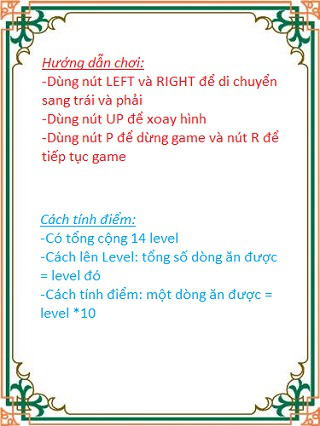 Hướng dẫn chơi:
-Dùng nút LEFT và RIGHT để di chuyển
sang trái và phải
-Dùng nút UP để xoay hình
-Dùng nút P để dừng game và nút R để
tiếp tục game
Cách tính điểm:
-Có tổng cộng 14 level
-Cách lên Level: tổng số dòng ăn được
= level đó
-Cách tính điểm: một dòng ăn được =
level *10